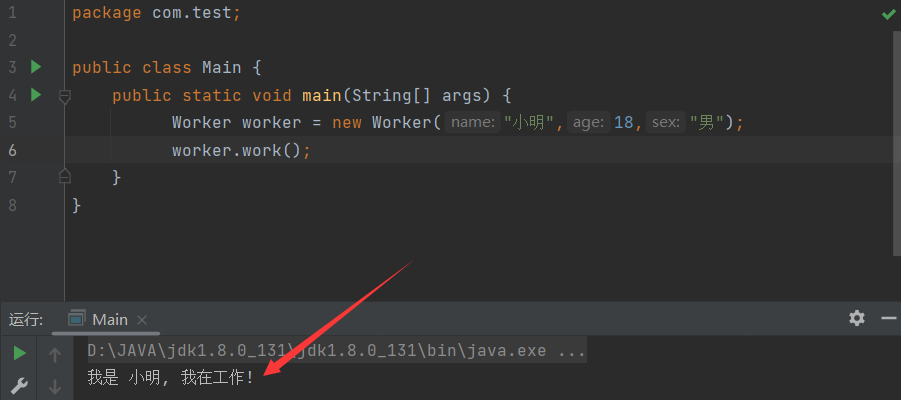 1 package com.test;
2
3 public class Main {
4 public static void main(String[] args) {
5 Worker worker = new Worker( name: "小明", age: 18, sex: "男");
6 worker.work();
7 }
8 }
运行: Main ×
D:\JAVA\jdk1.8.0_131\jdk1.8.0_131\bin\java.exe ...
我是 小明, 我在工作!